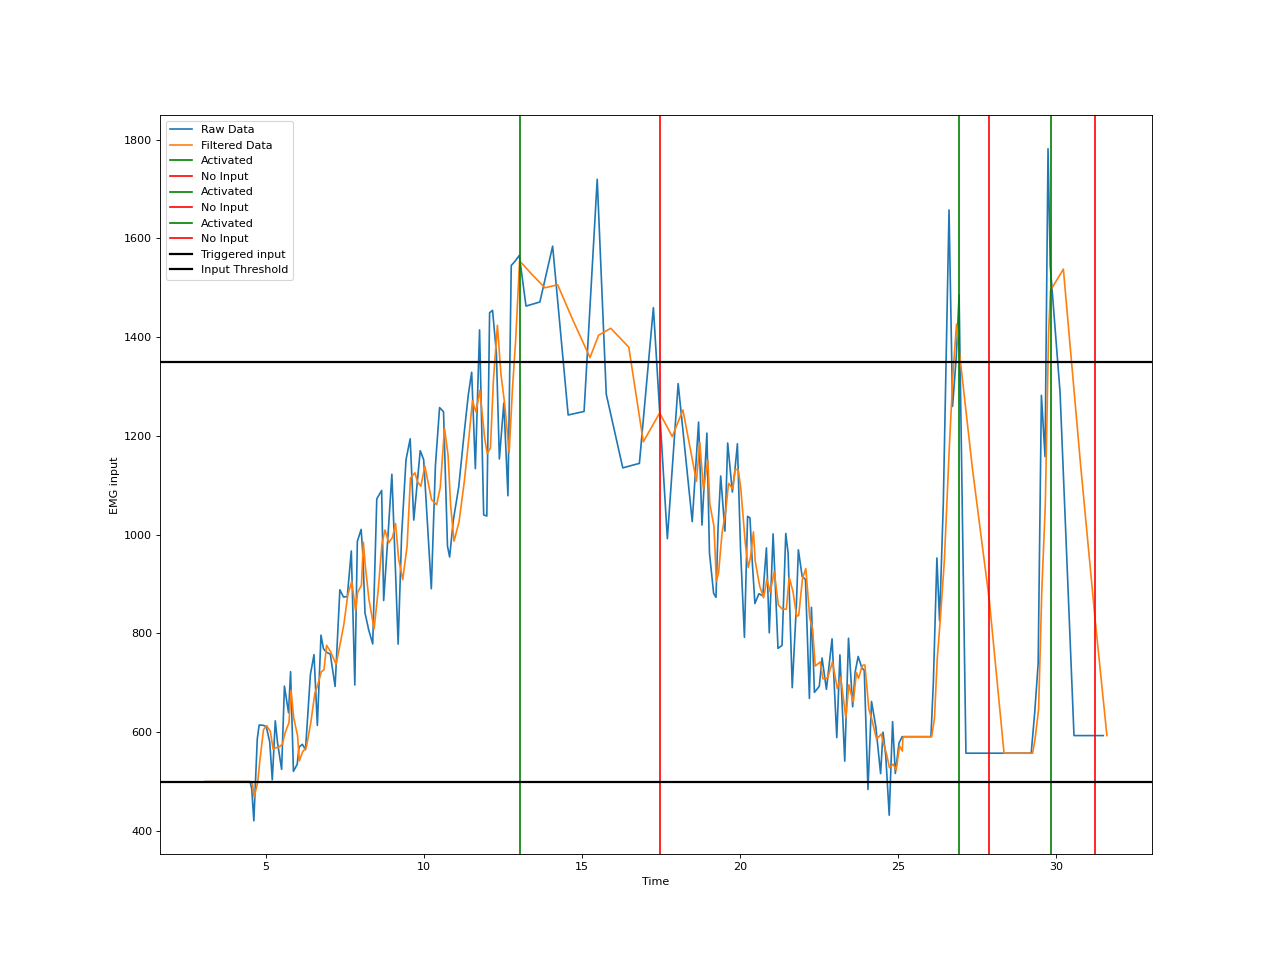 Raw Data
Filtered Data
Activated
No Input
Activated
No Input
Activated
No Input
Triggered input
Input Threshold
1800
1600
1400
1200
1000
800
600
400
EMG input
5 10 15 20 25 30
Time